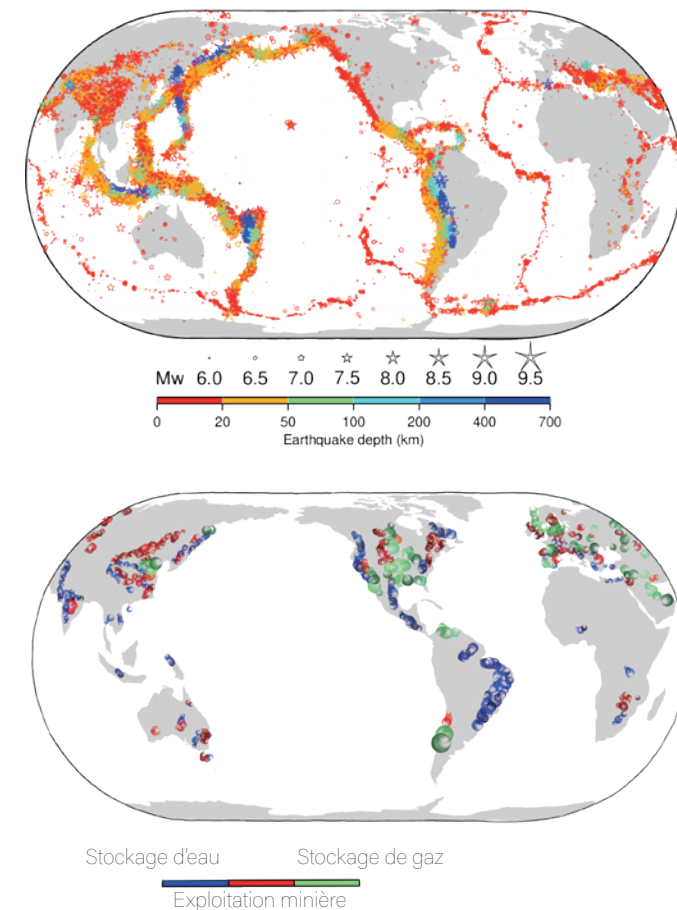 Mw 6.0 6.5 7.0 7.5 8.0 8.5 9.0 9.5
0 20 50 100 200 400 700
Earthquake depth (km)
Stockage d'eau Stockage de gaz
Exploitation minière